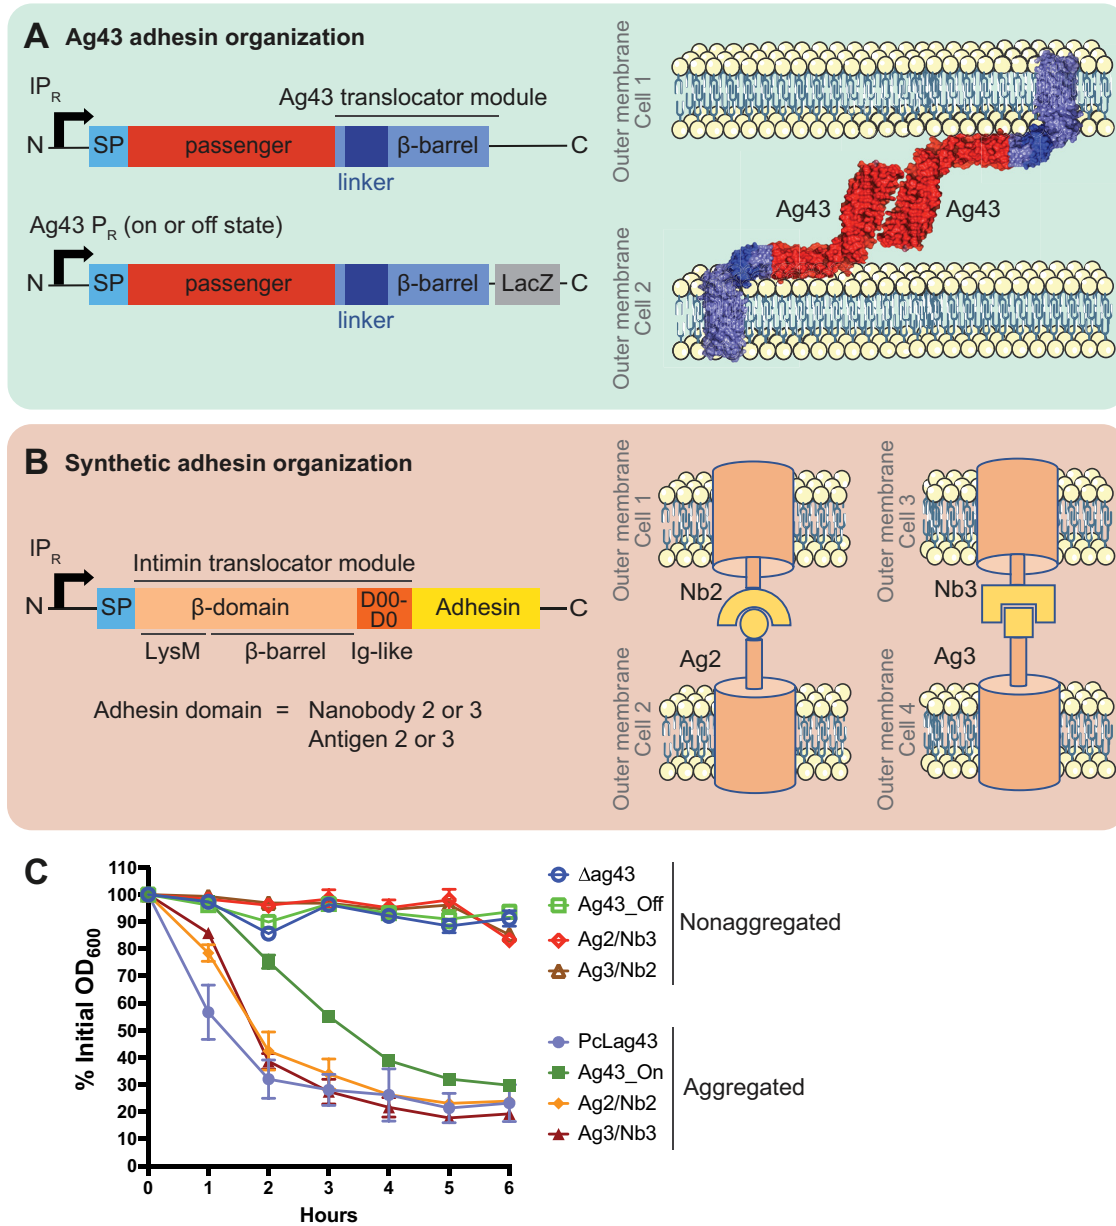 A Ag43 adhesin organization
IPR
Ag43 translocator module
N SP passenger β-barrel C
linker
Ag43 PR (on or off state)
N SP passenger β-barrel LacZ C
linker
Outer membrane
Cell 1
Ag43 Ag43
Outer membrane
Cell 2
B Synthetic adhesin organization
IPR
Intimin translocator module
N SP β-domain D00-
D0 Adhesin C
LysM β-barrel Ig-like
Adhesin domain = Nanobody 2 or 3
Antigen 2 or 3
Outer membrane
Cell 1
Nb2
Ag2
Outer membrane
Cell 2
Outer membrane
Cell 3
Nb3
Ag3
Outer membrane
Cell 4
C
% Initial OD600
110
100
90
80
70
60
50
40
30
20
10
0
0 1 2 3 4 5 6
Hours
Δag43
Ag43_Off
Ag2/Nb3
Ag3/Nb2
Nonaggregated
PcLag43
Ag43_On
Ag2/Nb2
Ag3/Nb3
Aggregated